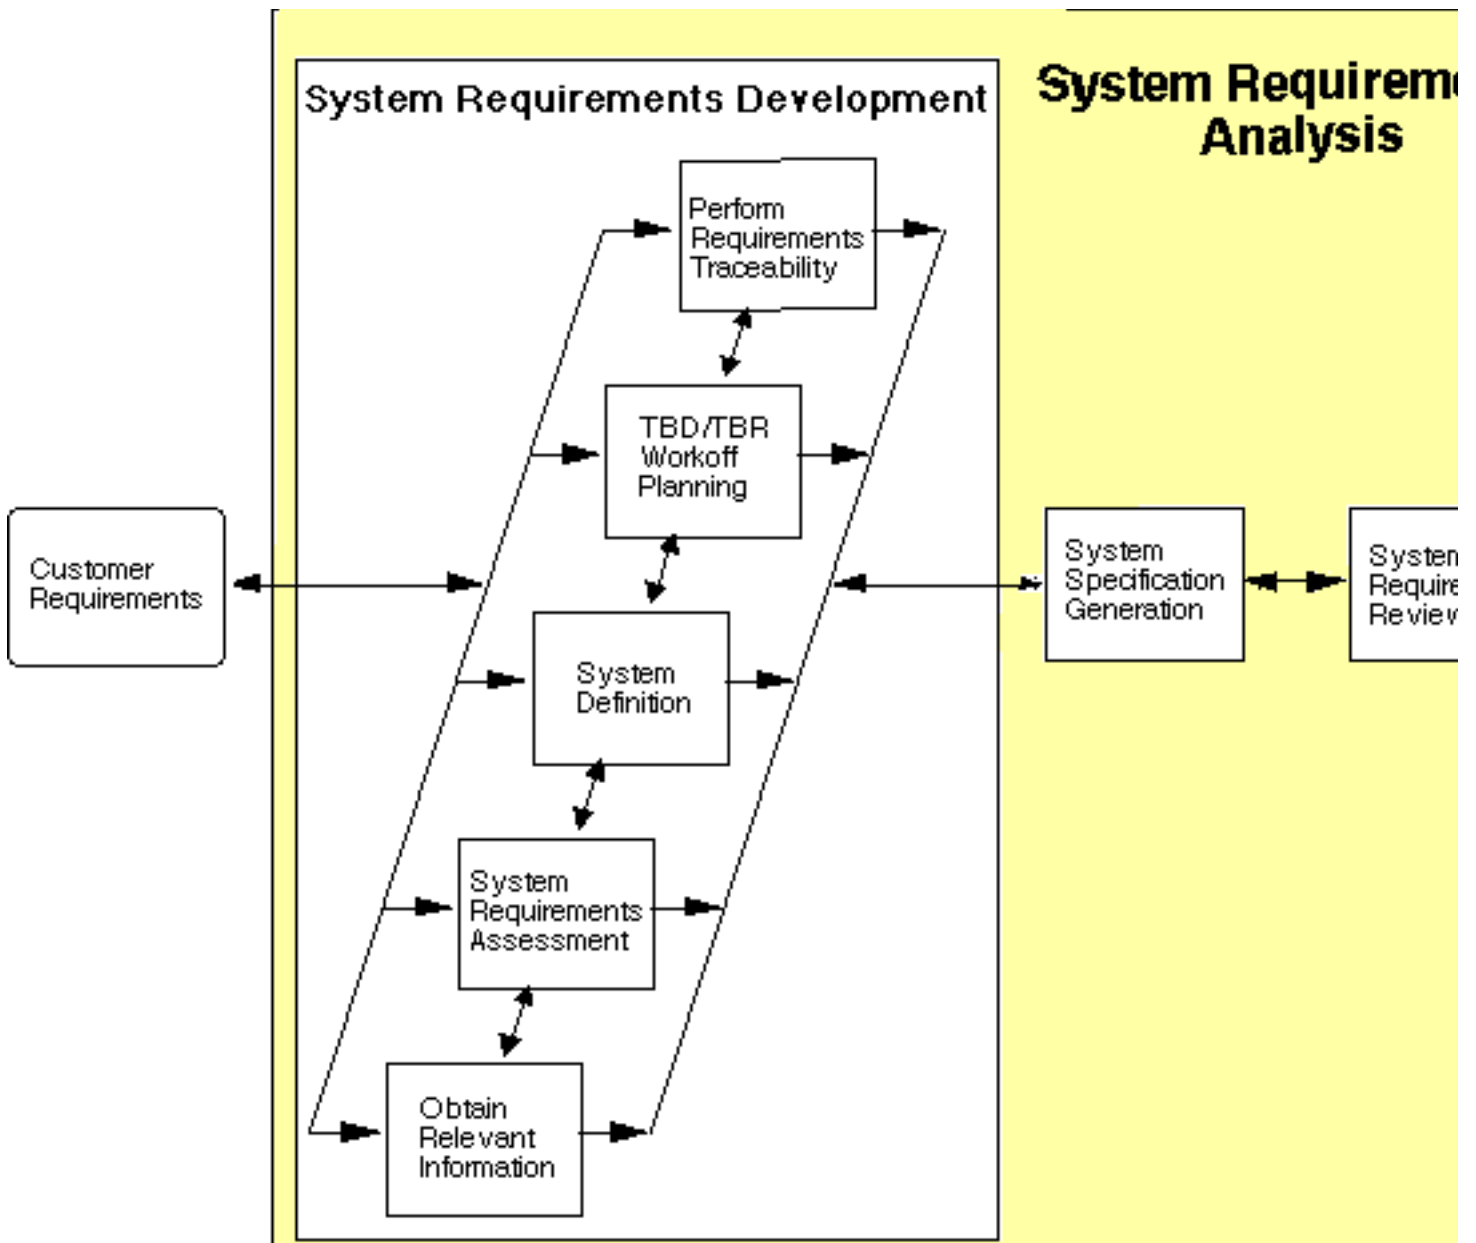 System Requirements Development
System
Analysis
Perform
Requirements
Traceability
TBD/TBR
Workoff
Planning
Customer
Requirements
System
Definition
System
Requirements
Assessment
Obtain
Relevant
Information
System
Specification
Generation
System